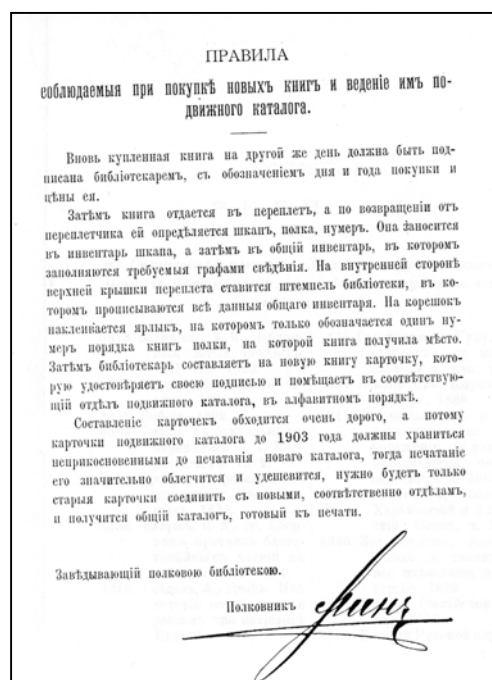 ПРАВИЛА
соблюдаемыя при покупкѣ новыхъ книгъ и веденіе имъ по-
движного каталога.
Вновь купленная книга на другой же день должна быть под-
писана библіотекаремъ, съ обозначеніемъ дня и года покупки и
цѣны ея.
Затѣмъ книга отдается въ переплетъ, а по возвращеніи отъ
переплетчика ей опредѣляется шкапъ, полка, нумеръ. Она заносится
въ инвентарь шкапа, а затѣмъ въ общій инвентарь, въ которомъ
заполняются требуемыя графами свѣдѣнія. На внутренней сторонѣ
верхней крышки переплета ставится штемпель библіотеки, въ ко-
торомъ прописываются всѣ данныя общаго инвентаря. На корешокъ
наклеивается ярлыкъ, на которомъ только обозначается одинъ ну-
меръ порядка книгъ полки, на которой книга получила мѣсто.
Затѣмъ библіотекарь составляетъ на новую книгу карточку, кото-
рую удостовѣряетъ своею подписью и помѣщаетъ въ соотвѣтствую-
щій отдѣлъ подвижного каталога, въ алфавитномъ порядкѣ.
Составленіе карточекъ обходится очень дорого, а потому
карточки подвижного каталога до 1903 года должны храниться
неприкосновенными до печатанія новаго каталога, тогда печатаніе
его значительно облегчится и удешевится, нужно будетъ только
старыя карточки соединить съ новыми, соотвѣтственно отдѣламъ,
и получится общій каталогъ, готовый къ печати.
Завѣдывающій полковою библіотекою.
Полковникъ Минъ